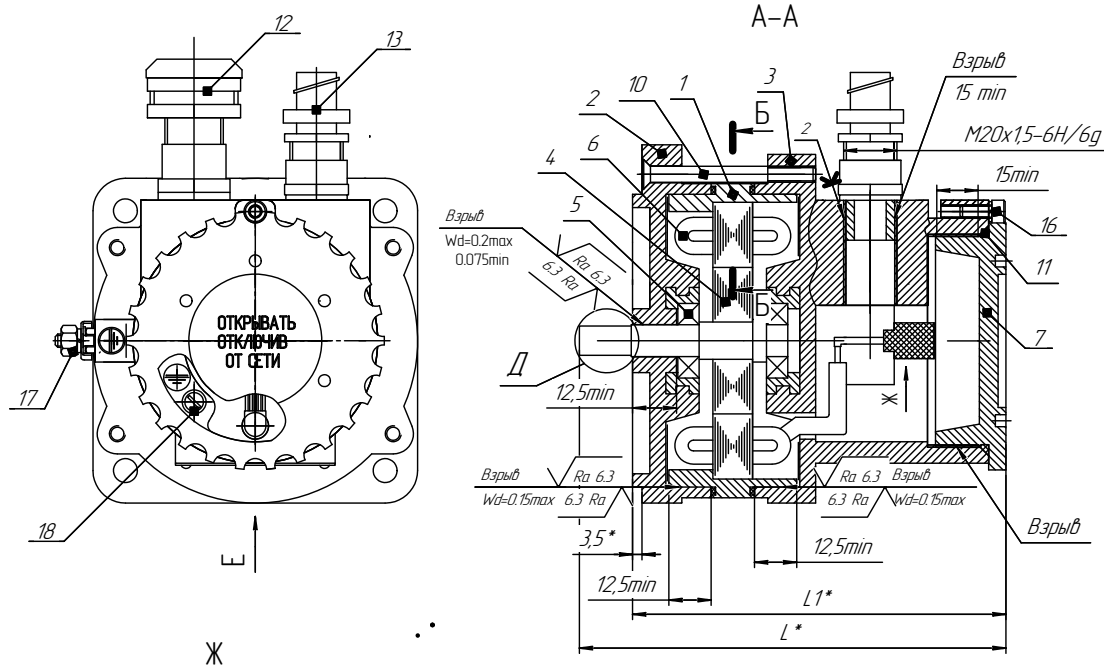 А-А
12
13
2
10
1
3
Взрыв
15 min
Б
2
М20х1,5-6Н/6g
6
4
15min
5
16
Взрыв
Wd=0.2max
0.075min
Ra 6.3
6.3 Ra
11
Б
7
ОТКРЫВАТЬ
ОТКЛЮЧИВ
ОТ СЕТИ
Д
17
12,5min
Ж
18
Взрыв
Ra 6.3
Wd=0.15max
6.3 Ra
Ra 6.3
Взрыв
6.3 Ra
Wd=0.15max
Взрыв
Е
3,5*
12,5min
12,5min
L1*
L*
Ж